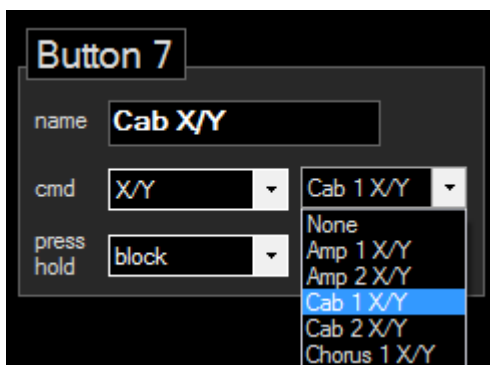 Button 7
name Cab X/Y
cmd X/Y Cab 1 X/Y
None
Amp 1 X/Y
press
hold block
Amp 2 X/Y
Cab 1 X/Y
Cab 2 X/Y
Chorus 1 X/Y